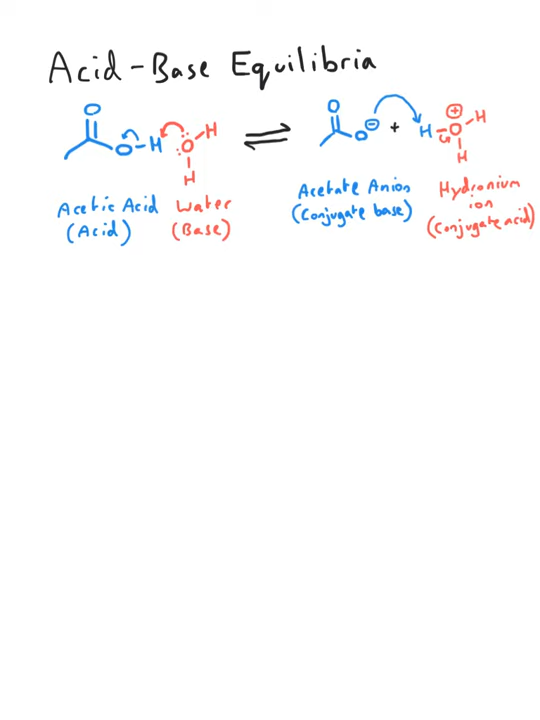 Acid-Base Equilibria
O O-H :O: H H ⇌ O O⊖ + H-O⊕ H H
Acetic Acid Water Acetate Anion Hydronium
(Acid) (Base) (Conjugate base) ion
(Conjugate acid)